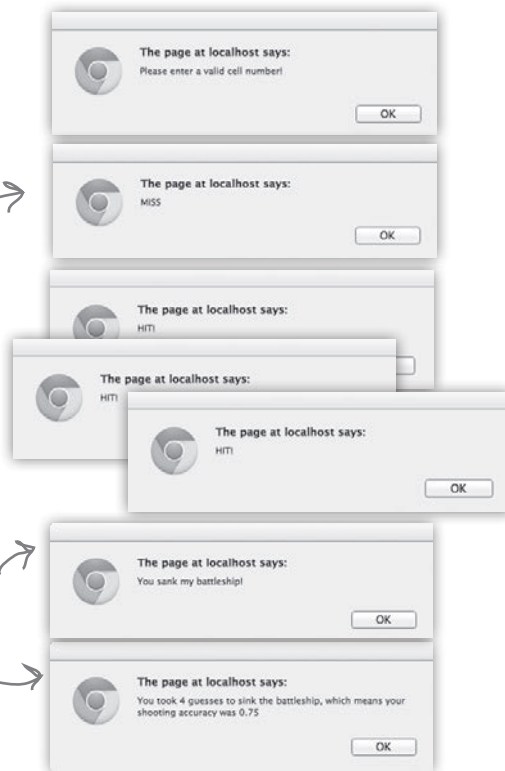 The page at localhost says:
Please enter a valid cell number!
OK
The page at localhost says:
MISS
OK
The page at localhost says:
HIT!
The page at localhost says:
HIT!
The page at localhost says:
HIT!
OK
The page at localhost says:
You sank my battleship!
OK
The page at localhost says:
You took 4 guesses to sink the battleship, which means your
shooting accuracy was 0.75
OK